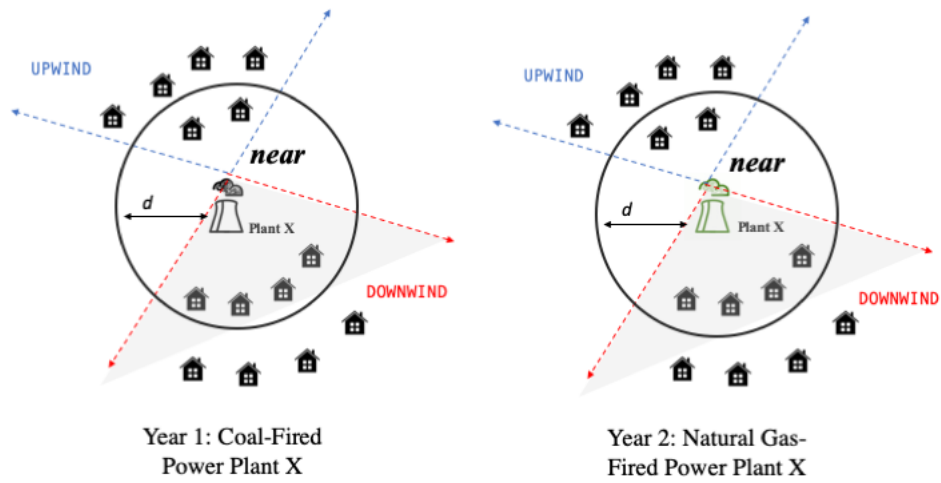 UPWIND
near
d
Plant X
DOWNWIND
Year 1: Coal-Fired
Power Plant X
UPWIND
near
d
Plant X
DOWNWIND
Year 2: Natural Gas-
Fired Power Plant X